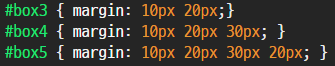 #box3 { margin: 10px 20px;}
#box4 { margin: 10px 20px 30px; }
#box5 { margin: 10px 20px 30px 20px; }